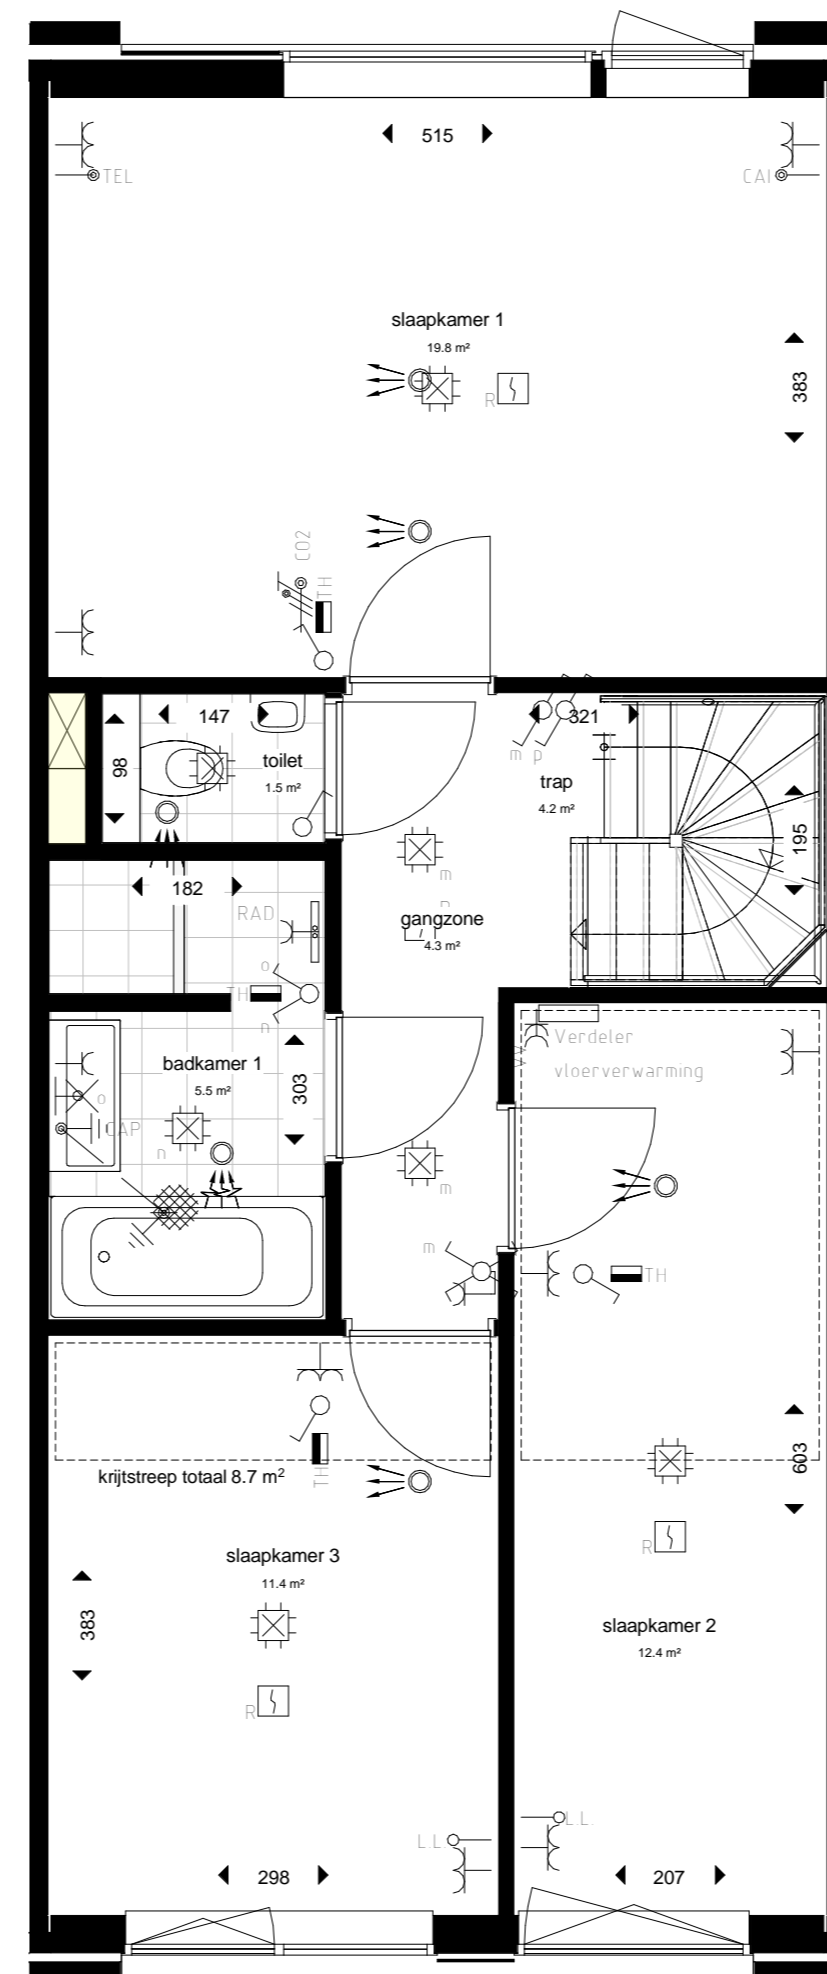 515
TEL
CAI
slaapkamer 1
19.8 m²
383
R
CO2
TH
147
321
m p
98
toilet
1.5 m²
trap
4.2 m²
195
182
m
RAD
gangzone
4.3 m²
o
TH
n
Verdeler
vloerverwarming
badkamer 1
5.5 m²
303
o
CAP
n
m
m
TH
krijtstreep totaal 8.7 m²
TH
603
R
slaapkamer 3
11.4 m²
383
slaapkamer 2
12.4 m²
R
L.L.
L.L.
298
207